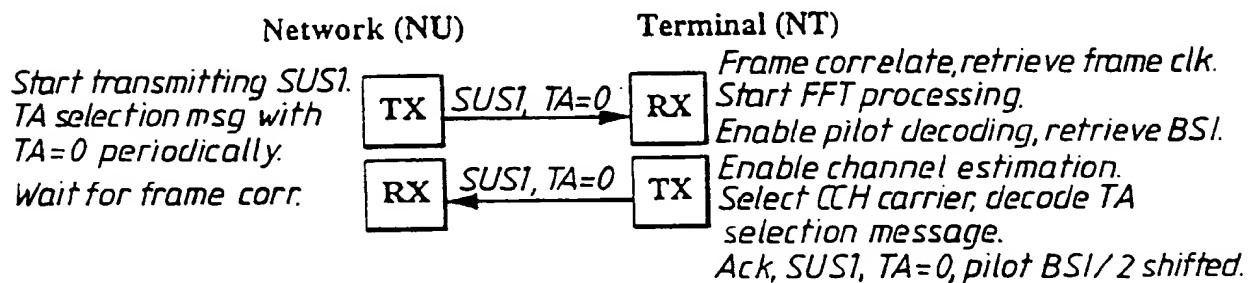 Network (NU) Terminal (NT)
Start transmitting SUS1.
TA selection msg with
TA=0 periodically.
Wait for frame corr.
TX SUS1, TA=0 RX
RX SUS1, TA=0 TX
Frame correlate, retrieve frame clk.
Start FFT processing.
Enable pilot decoding, retrieve BSI.
Enable channel estimation.
Select CCH carrier, decode TA
selection message.
Ack, SUS1, TA=0, pilot BSI/2 shifted.